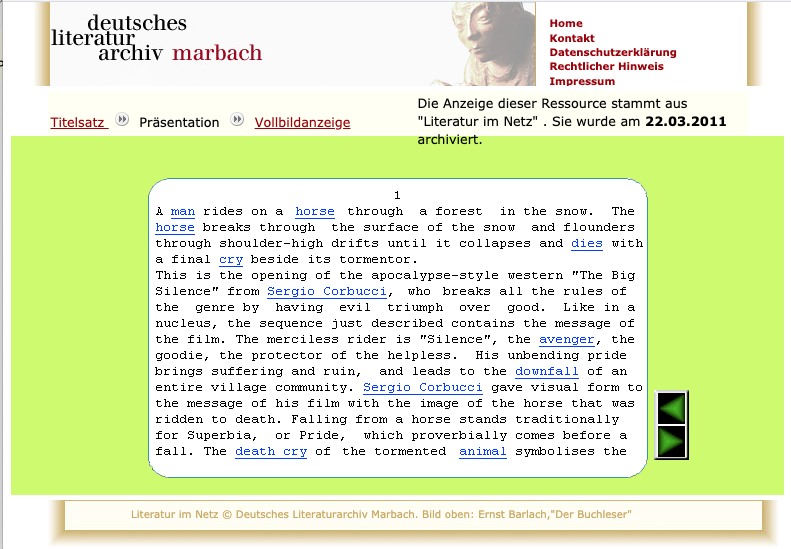 deutsches
literatur
archiv marbach
Home
Kontakt
Datenschutzerklärung
Rechtlicher Hinweis
Impressum
Titelsatz Präsentation Vollbildanzeige
Die Anzeige dieser Ressource stammt aus
"Literatur im Netz" . Sie wurde am 22.03.2011
archiviert.
1
A man rides on a horse through a forest in the snow. The
horse breaks through the surface of the snow and flounders
through shoulder-high drifts until it collapses and dies with
a final cry beside its tormentor.
This is the opening of the apocalypse-style western "The Big
Silence" from Sergio Corbucci, who breaks all the rules of
the genre by having evil triumph over good. Like in a
nucleus, the sequence just described contains the message of
the film. The merciless rider is "Silence", the avenger, the
goodie, the protector of the helpless. His unbending pride
brings suffering and ruin, and leads to the downfall of an
entire village community. Sergio Corbucci gave visual form to
the message of his film with the image of the horse that was
ridden to death. Falling from a horse stands traditionally
for Superbia, or Pride, which proverbially comes before a
fall. The death cry of the tormented animal symbolises the
Literatur im Netz © Deutsches Literaturarchiv Marbach. Bild oben: Ernst Barlach,"Der Buchleser"